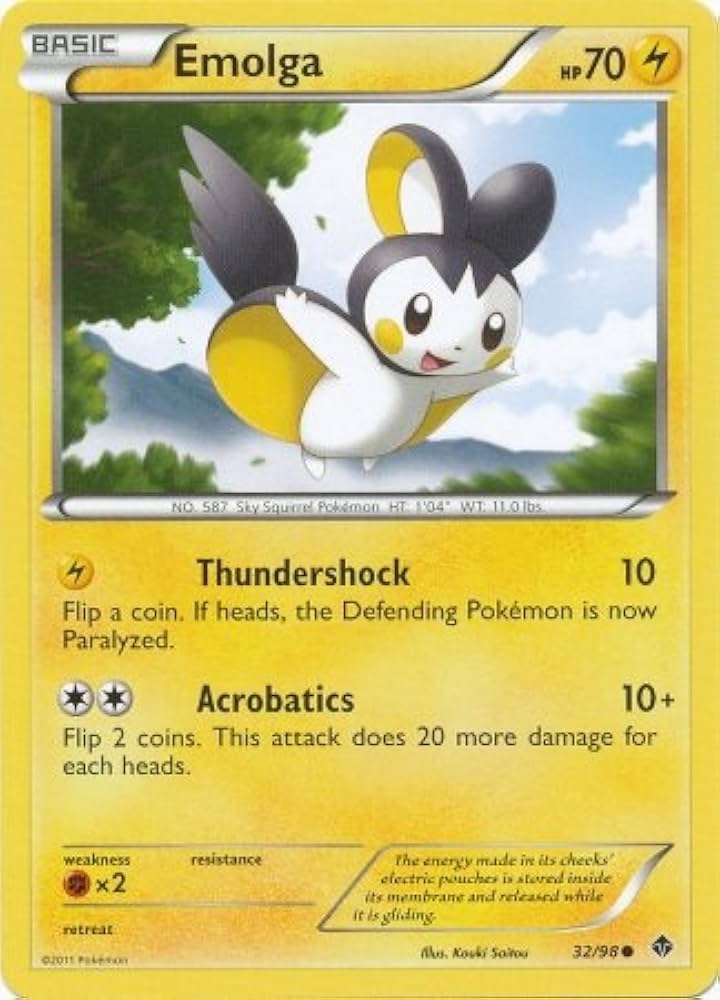 BASIC
Emolga
HP70
NO. 587 Sky Squirrel Pokémon HT: 1'04" WT: 11.0 lbs.
Thundershock 10
Flip a coin. If heads, the Defending Pokémon is now
Paralyzed.
Acrobatics 10+
Flip 2 coins. This attack does 20 more damage for
each heads.
weakness resistance
×2
retreat
The energy made in its cheeks'
electric pouches is stored inside
its membrane and released while
it is gliding.
©2011 Pokémon
Illus. Kouki Saitou 32/98